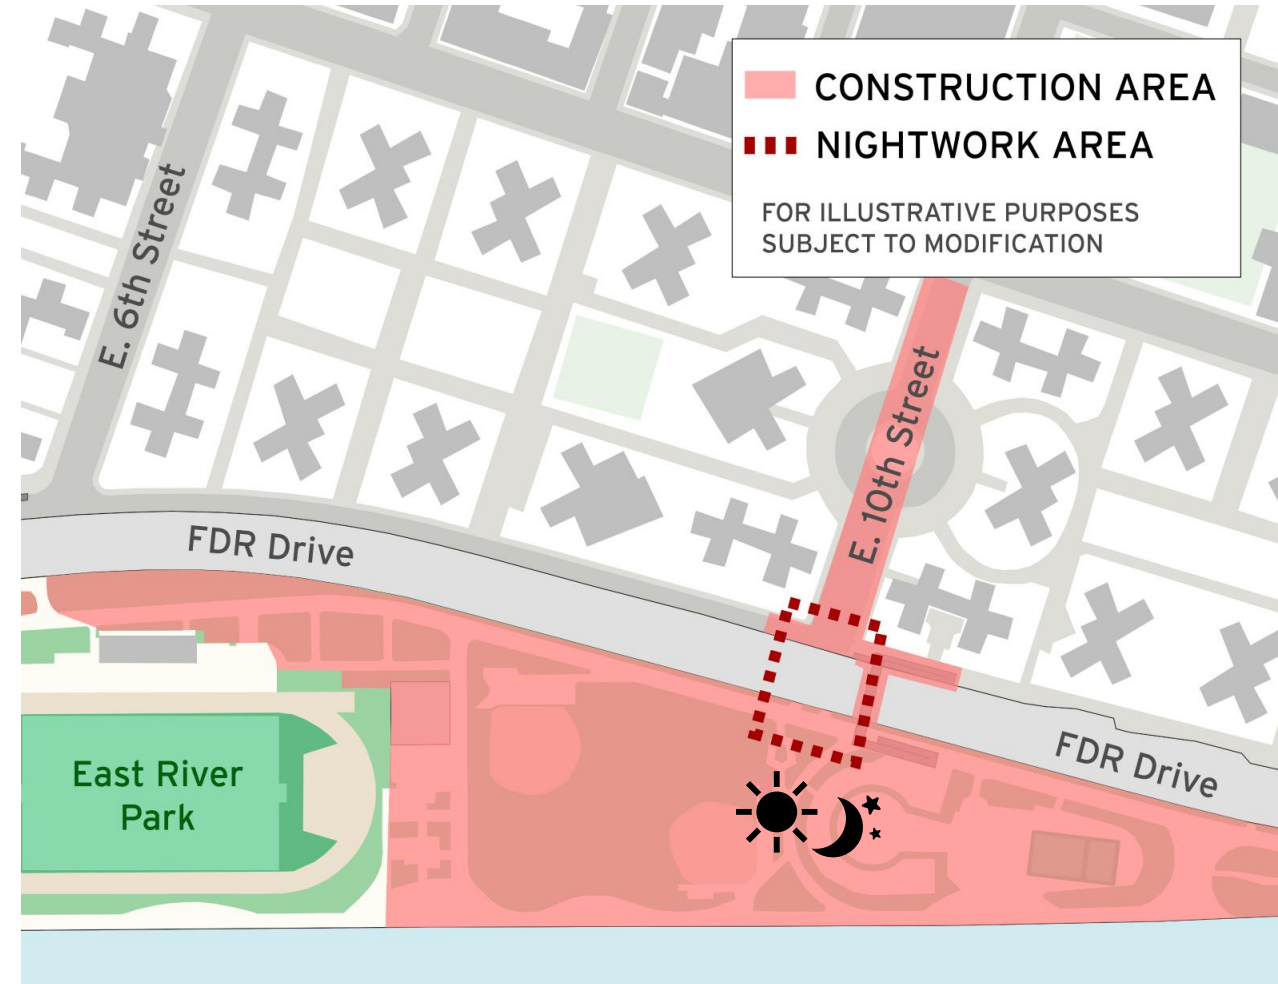 CONSTRUCTION AREA
NIGHTWORK AREA
FOR ILLUSTRATIVE PURPOSES
SUBJECT TO MODIFICATION
E. 6th Street
E. 10th Street
FDR Drive
FDR Drive
East River
Park